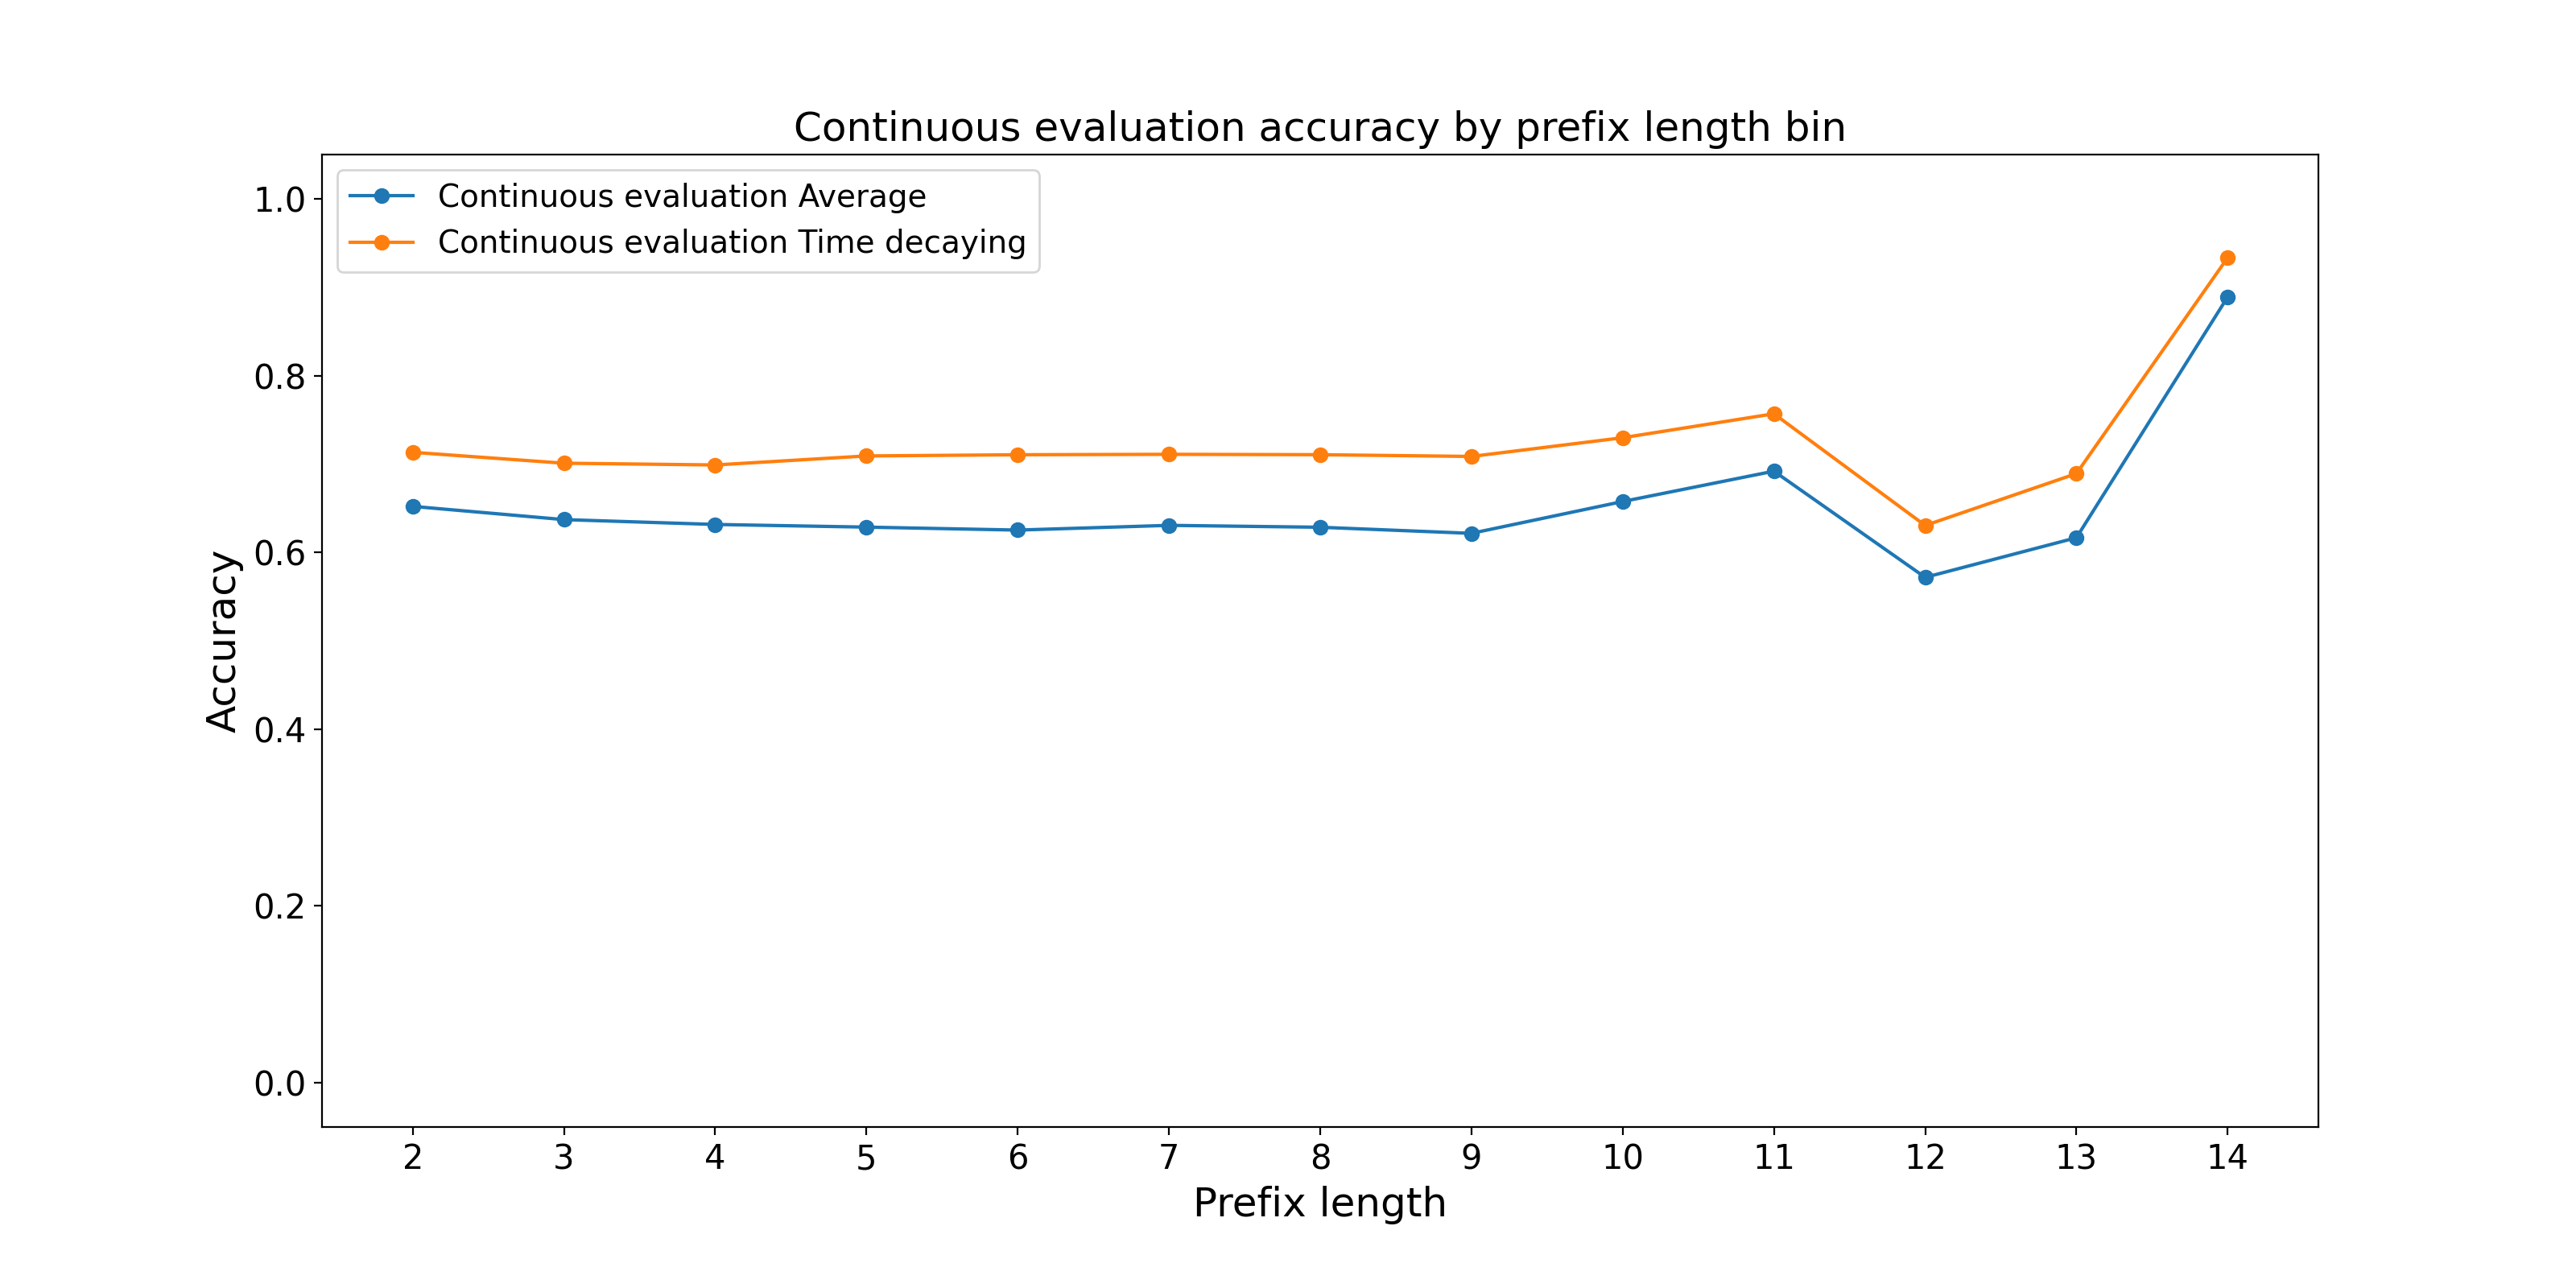 Continuous evaluation accuracy by prefix length bin
Continuous evaluation Average
Continuous evaluation Time decaying
1.0
0.8
0.6
0.4
0.2
0.0
Accuracy
2 3 4 5 6 7 8 9 10 11 12 13 14
Prefix length